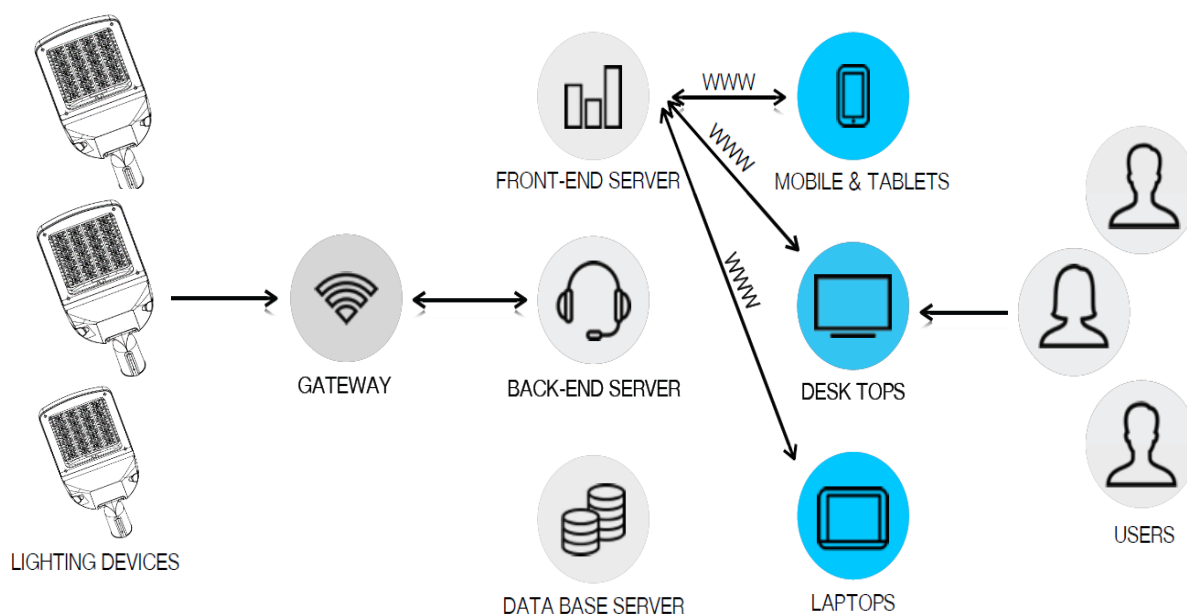 WWW
FRONT-END SERVER
MOBILE & TABLETS
WWW
WWW
GATEWAY
BACK-END SERVER
DESK TOPS
USERS
LIGHTING DEVICES
DATA BASE SERVER
LAPTOPS